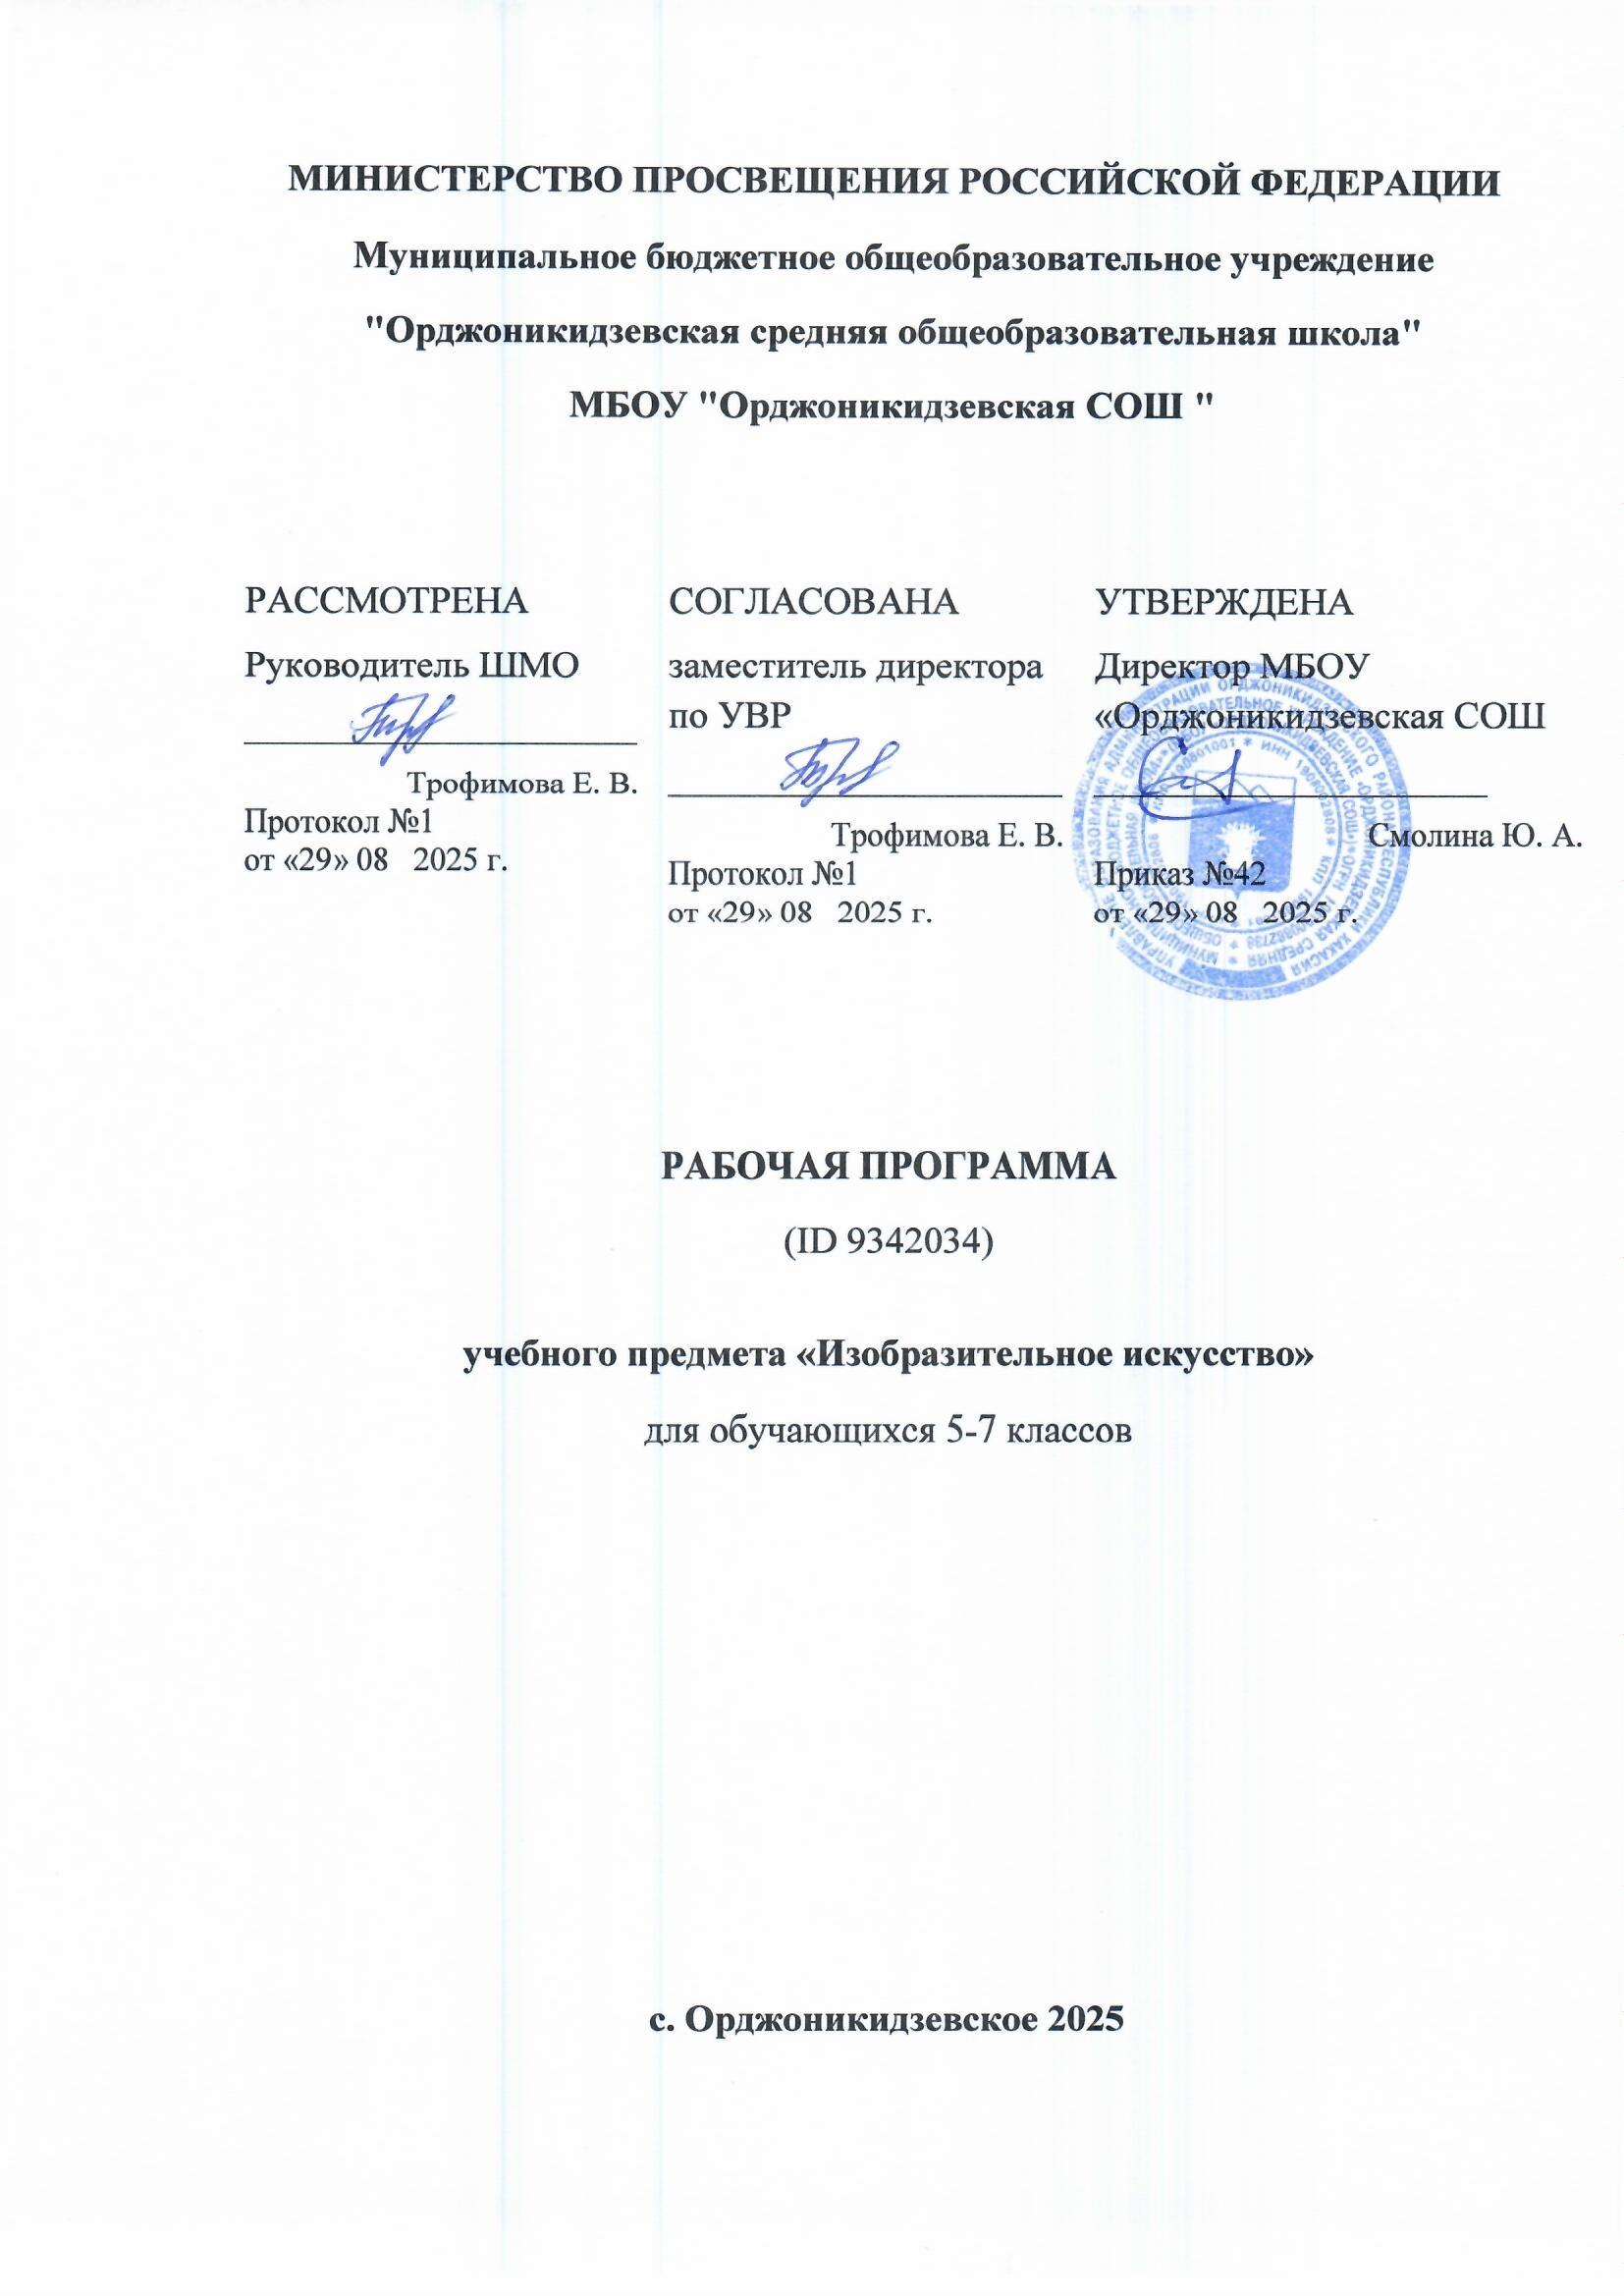 МИНИСТЕРСТВО ПРОСВЕЩЕНИЯ РОССИЙСКОЙ ФЕДЕРАЦИИ
Муниципальное бюджетное общеобразовательное учреждение
"Орджоникидзевская средняя общеобразовательная школа"
МБОУ "Орджоникидзевская СОШ "
РАССМОТРЕНА
Руководитель ШМО
Трофимова Е. В.
Протокол №1
от «29» 08 2025 г.
СОГЛАСОВАНА
заместитель директора
по УВР
Трофимова Е. В.
Протокол №1
от «29» 08 2025 г.
УТВЕРЖДЕНА
Директор МБОУ
«Орджоникидзевская СОШ
Смолина Ю. А.
Приказ №42
от «29» 08 2025 г.
РАБОЧАЯ ПРОГРАММА
(ID 9342034)
учебного предмета «Изобразительное искусство»
для обучающихся 5-7 классов
с. Орджоникидзевское 2025